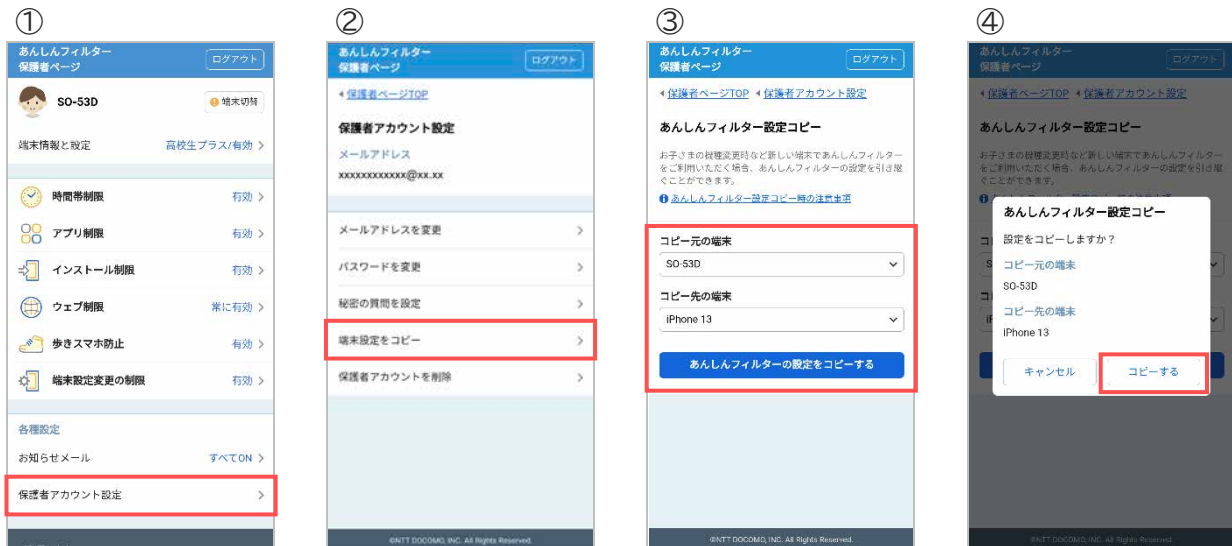 ①
あんしんフィルター
保護者ページ
ログアウト
SO-53D
端末切替
端末情報と設定 高校生プラス/有効
時間帯制限 有効
アプリ制限 有効
インストール制限 有効
ウェブ制限 常に有効
歩きスマホ防止 有効
端末設定変更の制限 有効
各種設定
お知らせメール すべてON
保護者アカウント設定
②
あんしんフィルター
保護者ページ
ログアウト
保護者ページTOP
保護者アカウント設定
メールアドレス
xxxxxxxxxxxx@xx.xx
メールアドレスを変更
パスワードを変更
秘密の質問を設定
端末設定をコピー
保護者アカウントを削除
©NTT DOCOMO, INC. All Rights Reserved.
③
あんしんフィルター
保護者ページ
ログアウト
保護者ページTOP 保護者アカウント設定
あんしんフィルター設定コピー
お子さまの機種変更時など新しい端末であんしんフィルター
をご利用いただく場合、あんしんフィルターの設定を引き継
ぐことができます。
あんしんフィルター設定コピー時の注意事項
コピー元の端末
SO-53D
コピー先の端末
iPhone 13
あんしんフィルターの設定をコピーする
©NTT DOCOMO, INC. All Rights Reserved.
④
あんしんフィルター
保護者ページ
ログアウト
保護者ページTOP 保護者アカウント設定
あんしんフィルター設定コピー
お子さまの機種変更時など新しい端末であんしんフィルター
をご利用いただく場合、あんしんフィルターの設定を引き継
ぐことができます。
あんしんフィルター設定コピー
設定をコピーしますか？
コピー元の端末
SO-53D
コピー先の端末
iPhone 13
キャンセル コピーする
©NTT DOCOMO, INC. All Rights Reserved.